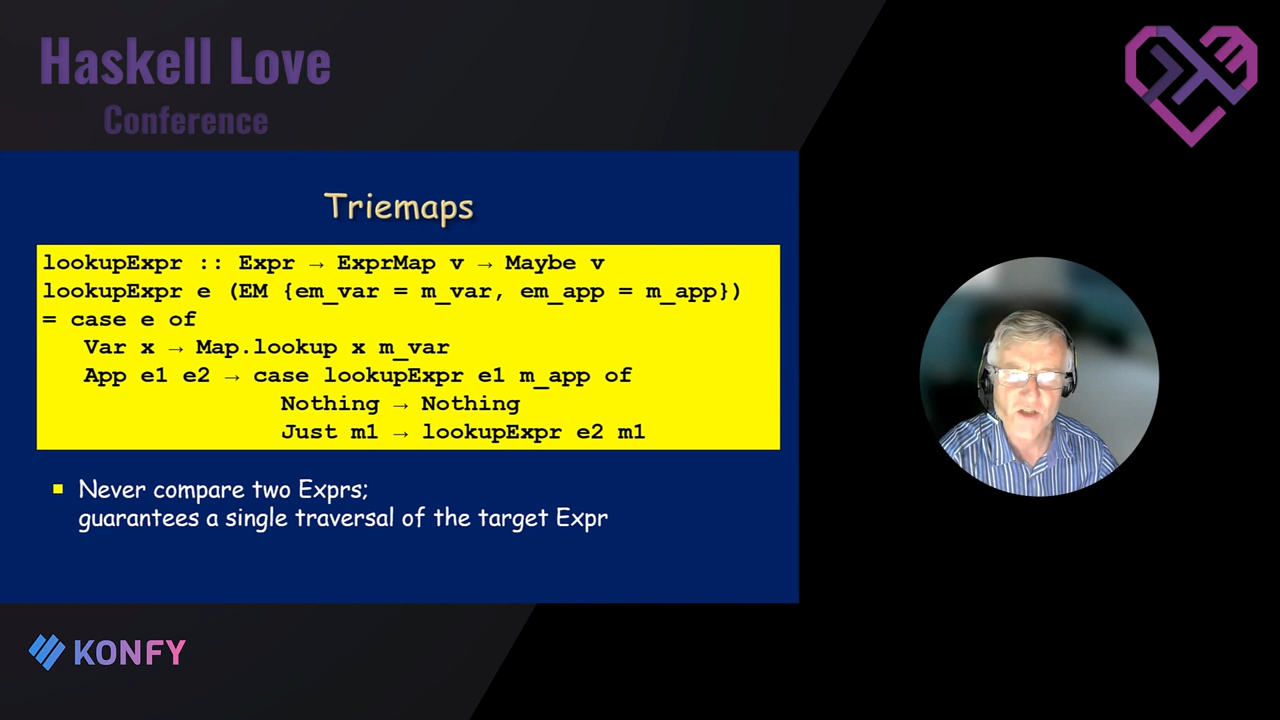 Haskell Love
Conference
Triemaps
lookupExpr :: Expr → ExprMap v → Maybe v
lookupExpr e (EM {em_var = m_var, em_app = m_app})
= case e of
Var x → Map.lookup x m_var
App e1 e2 → case lookupExpr e1 m_app of
Nothing → Nothing
Just m1 → lookupExpr e2 m1
Never compare two Exprs;
guarantees a single traversal of the target Expr
KONFY